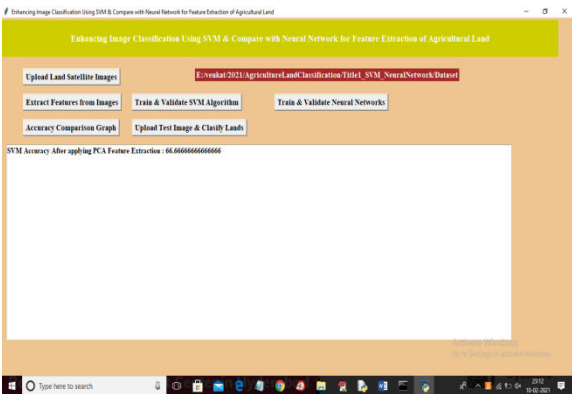 Enhancing Image Classification Using SVM & Compare with Neural Network for Feature Extraction of Agricultural Land
Enhancing Image Classification Using SVM & Compare with Neural Network for Feature Extraction of Agricultural Land
Upload Land Satellite Images
E:/venkat/2021/AgricultureLandClassification/Title1_SVM_NeuralNetwork/Dataset
Extract Features from Images
Train & Validate SVM Algorithm
Train & Validate Neural Networks
Accuracy Comparison Graph
Upload Test Image & Clasify Lands
SVM Accuracy After applying PCA Feature Extraction : 66.66666666666666
Activate Windows
Go to Settings to activate Windows.
Type here to search
23:12
10-02-2021